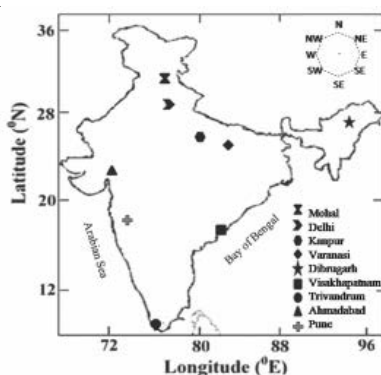 36
28
20
12
Latitude (⁰N)
N
NW NE
W E
SW SE
SE
Arabian Sea
Bay of Bengal
Mohal
Delhi
Kanpur
Varanasi
Dibrugarh
Visakhapatnam
Trivandrum
Ahmadabad
Pune
72 80 88 96
Longitude (⁰E)